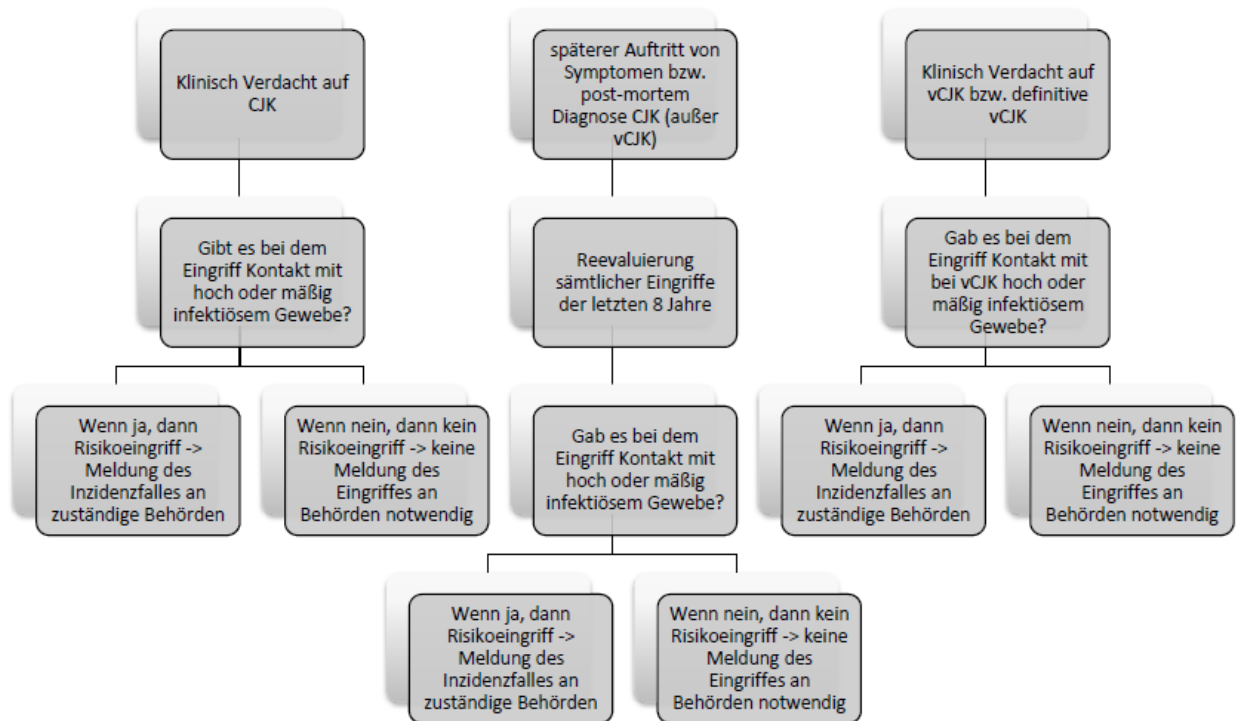 Klinisch Verdacht auf
CJK
späterer Auftritt von
Symptomen bzw.
post-mortem
Diagnose CJK (außer
vCJK)
Klinisch Verdacht auf
vCJK bzw. definitive
vCJK
Gibt es bei dem
Eingriff Kontakt mit
hoch oder mäßig
infektiösem Gewebe?
Reevaluierung
sämtlicher Eingriffe
der letzten 8 Jahre
Gab es bei dem
Eingriff Kontakt mit
bei vCJK hoch oder
mäßig infektiösem
Gewebe?
Wenn ja, dann
Risikoeingriff ->
Meldung des
Inzidenzfalles an
zuständige Behörden
Wenn nein, dann kein
Risikoeingriff -> keine
Meldung des
Eingriffes an
Behörden notwendig
Gab es bei dem
Eingriff Kontakt mit
hoch oder mäßig
infektiösem Gewebe?
Wenn ja, dann
Risikoeingriff ->
Meldung des
Inzidenzfalles an
zuständige Behörden
Wenn nein, dann kein
Risikoeingriff -> keine
Meldung des
Eingriffes an
Behörden notwendig
Wenn ja, dann
Risikoeingriff ->
Meldung des
Inzidenzfalles an
zuständige Behörden
Wenn nein, dann kein
Risikoeingriff -> keine
Meldung des
Eingriffes an
Behörden notwendig